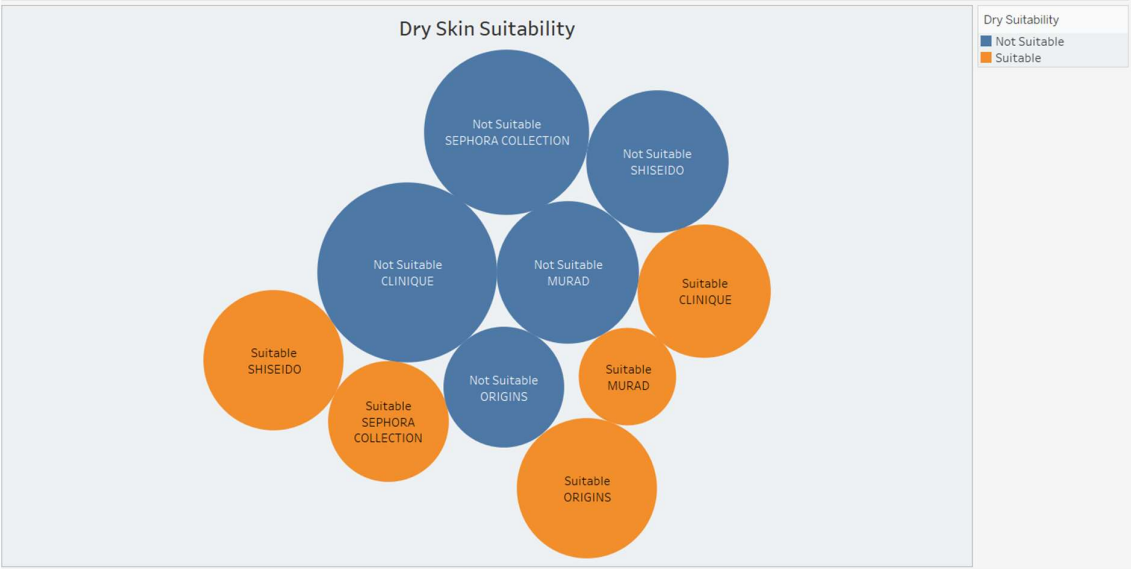 Dry Skin Suitability
Dry Suitability
Not Suitable
Suitable
Not Suitable
SEPHORA COLLECTION
Not Suitable
SHISEIDO
Not Suitable
CLINIQUE
Not Suitable
MURAD
Suitable
CLINIQUE
Suitable
SHISEIDO
Suitable
SEPHORA
COLLECTION
Not Suitable
ORIGINS
Suitable
MURAD
Suitable
ORIGINS